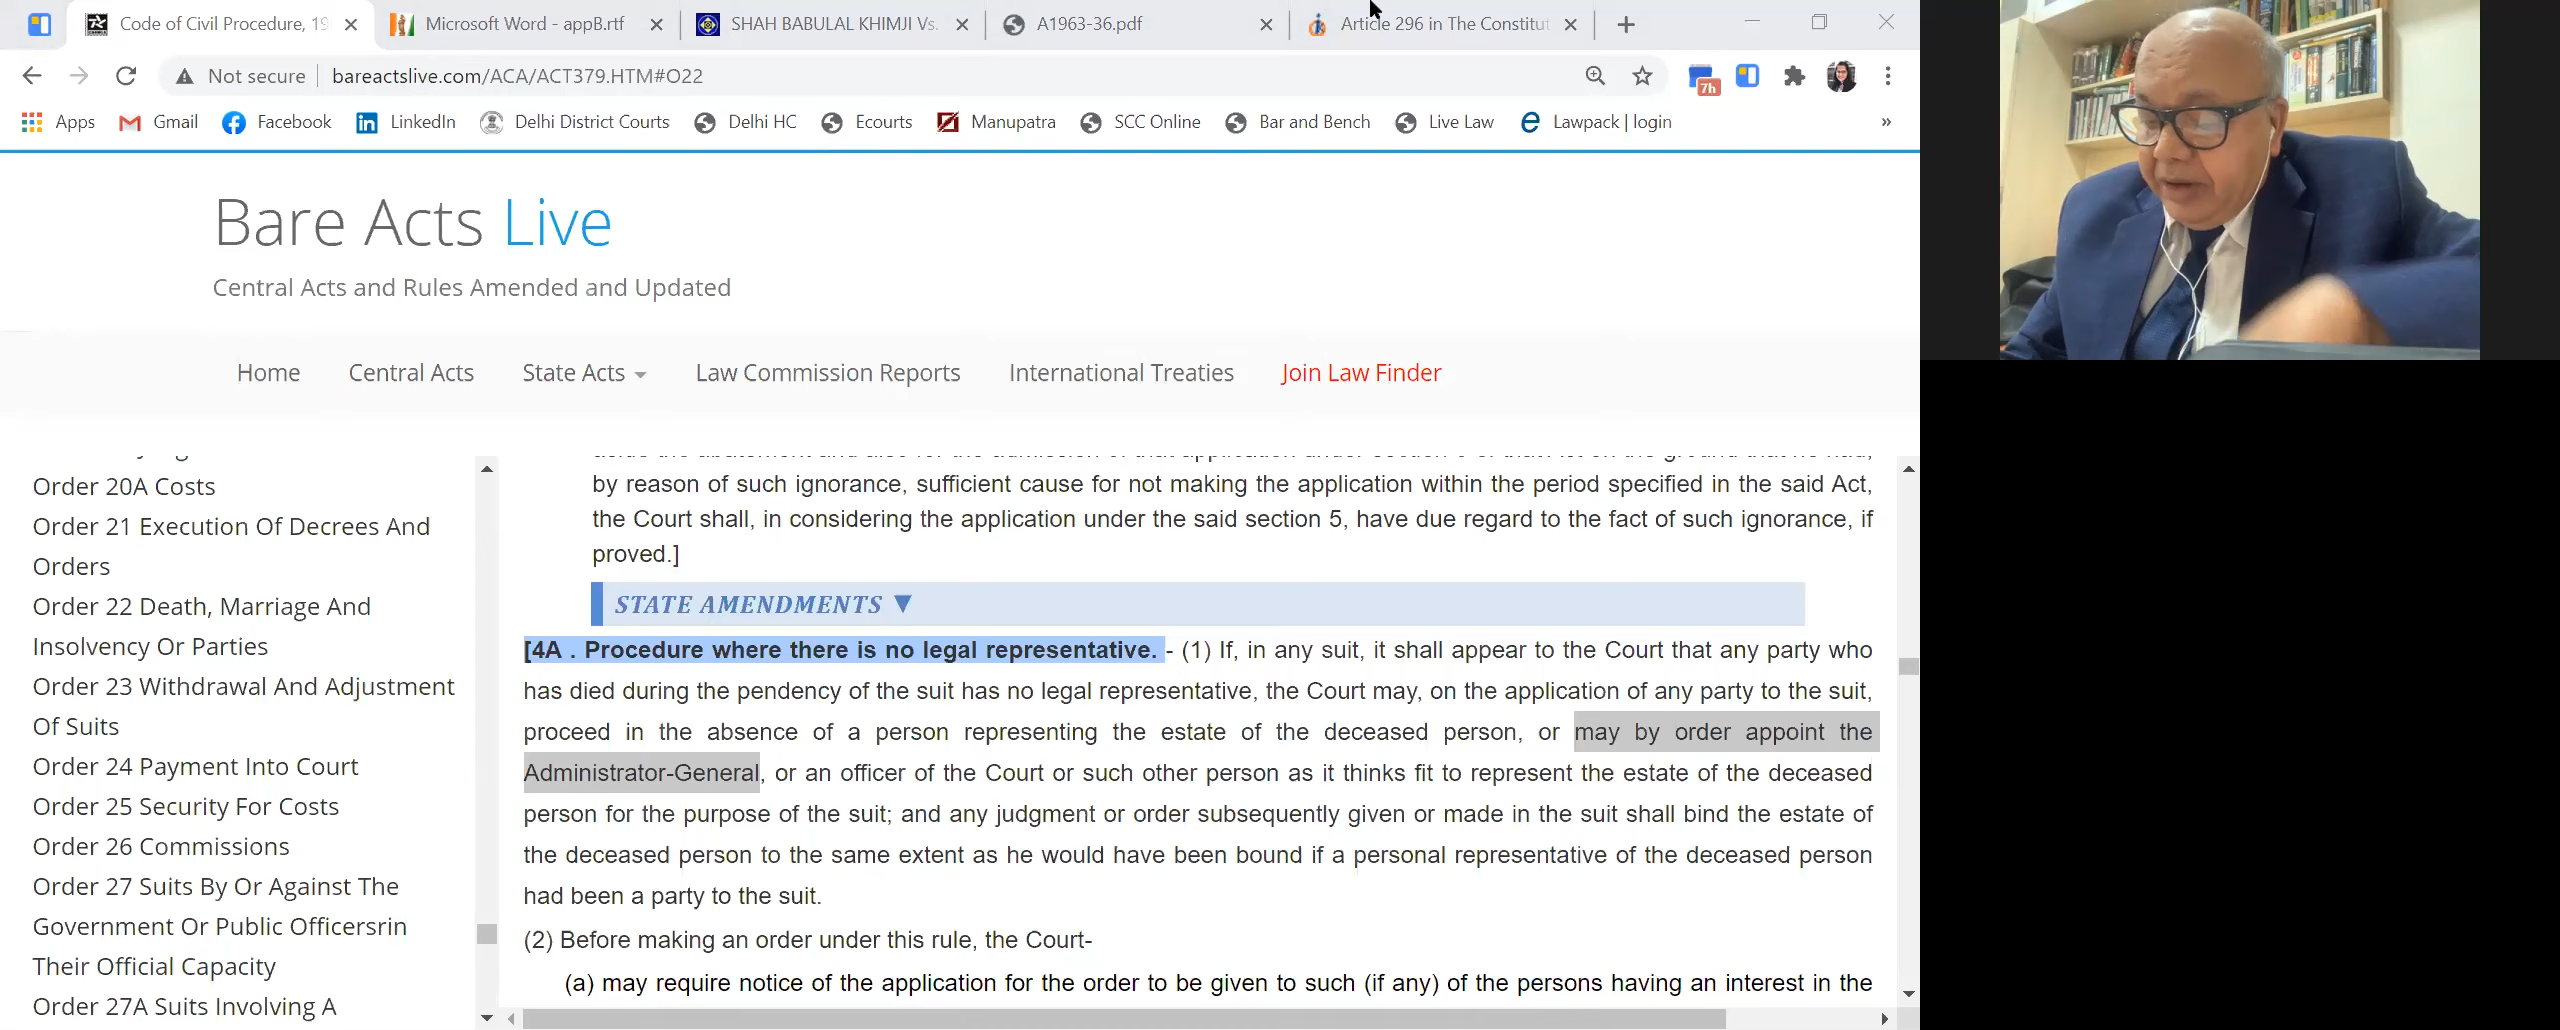 Code of Civil Procedure, 19
Microsoft Word - appB.rtf
SHAH BABULAL KHIMJI Vs.
A1963-36.pdf
Article 296 in The Constitut
Not secure
bareactslive.com/ACA/ACT379.HTM#O22
7h
Apps
Gmail
Facebook
LinkedIn
Delhi District Courts
Delhi HC
Ecourts
Manupatra
SCC Online
Bar and Bench
Live Law
Lawpack | login
»
Bare Acts Live
Central Acts and Rules Amended and Updated
Home
Central Acts
State Acts
Law Commission Reports
International Treaties
Join Law Finder
Order 20A Costs
Order 21 Execution Of Decrees And
Orders
Order 22 Death, Marriage And
Insolvency Or Parties
Order 23 Withdrawal And Adjustment
Of Suits
Order 24 Payment Into Court
Order 25 Security For Costs
Order 26 Commissions
Order 27 Suits By Or Against The
Government Or Public Officersrin
Their Official Capacity
Order 27A Suits Involving A
by reason of such ignorance, sufficient cause for not making the application within the period specified in the said Act,
the Court shall, in considering the application under the said section 5, have due regard to the fact of such ignorance, if
proved.]
STATE AMENDMENTS ▼
[4A . Procedure where there is no legal representative. - (1) If, in any suit, it shall appear to the Court that any party who
has died during the pendency of the suit has no legal representative, the Court may, on the application of any party to the suit,
proceed in the absence of a person representing the estate of the deceased person, or may by order appoint the
Administrator-General, or an officer of the Court or such other person as it thinks fit to represent the estate of the deceased
person for the purpose of the suit; and any judgment or order subsequently given or made in the suit shall bind the estate of
the deceased person to the same extent as he would have been bound if a personal representative of the deceased person
had been a party to the suit.
(2) Before making an order under this rule, the Court-
(a) may require notice of the application for the order to be given to such (if any) of the persons having an interest in the